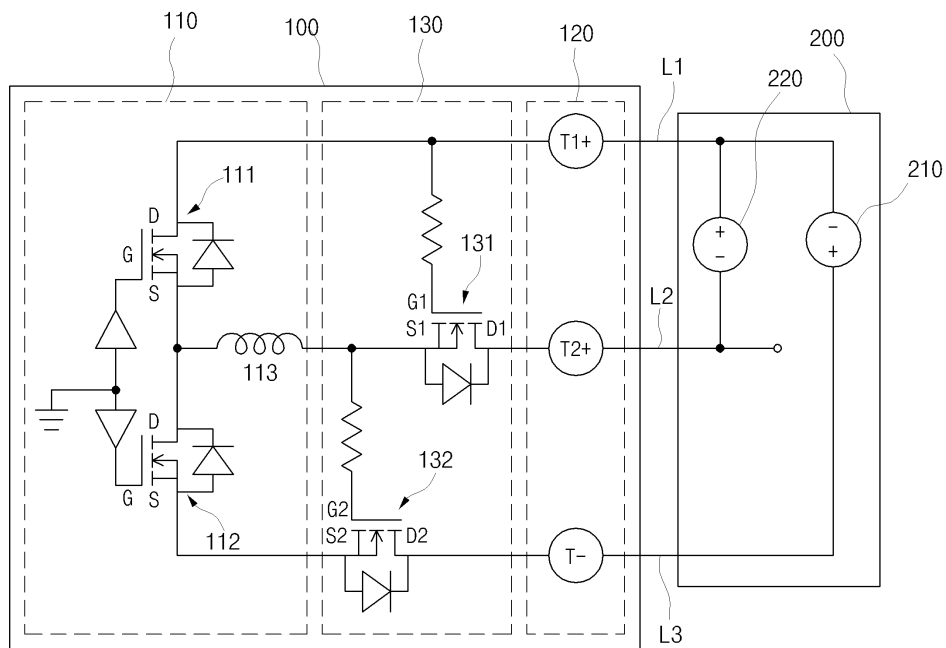 110
100
130
120
L1
200
220
T1+
111
210
D
G
S
131
+
-
-
+
G1
L2
S1
D1
T2+
113
D
G
S
132
G2
S2
D2
112
T-
L3